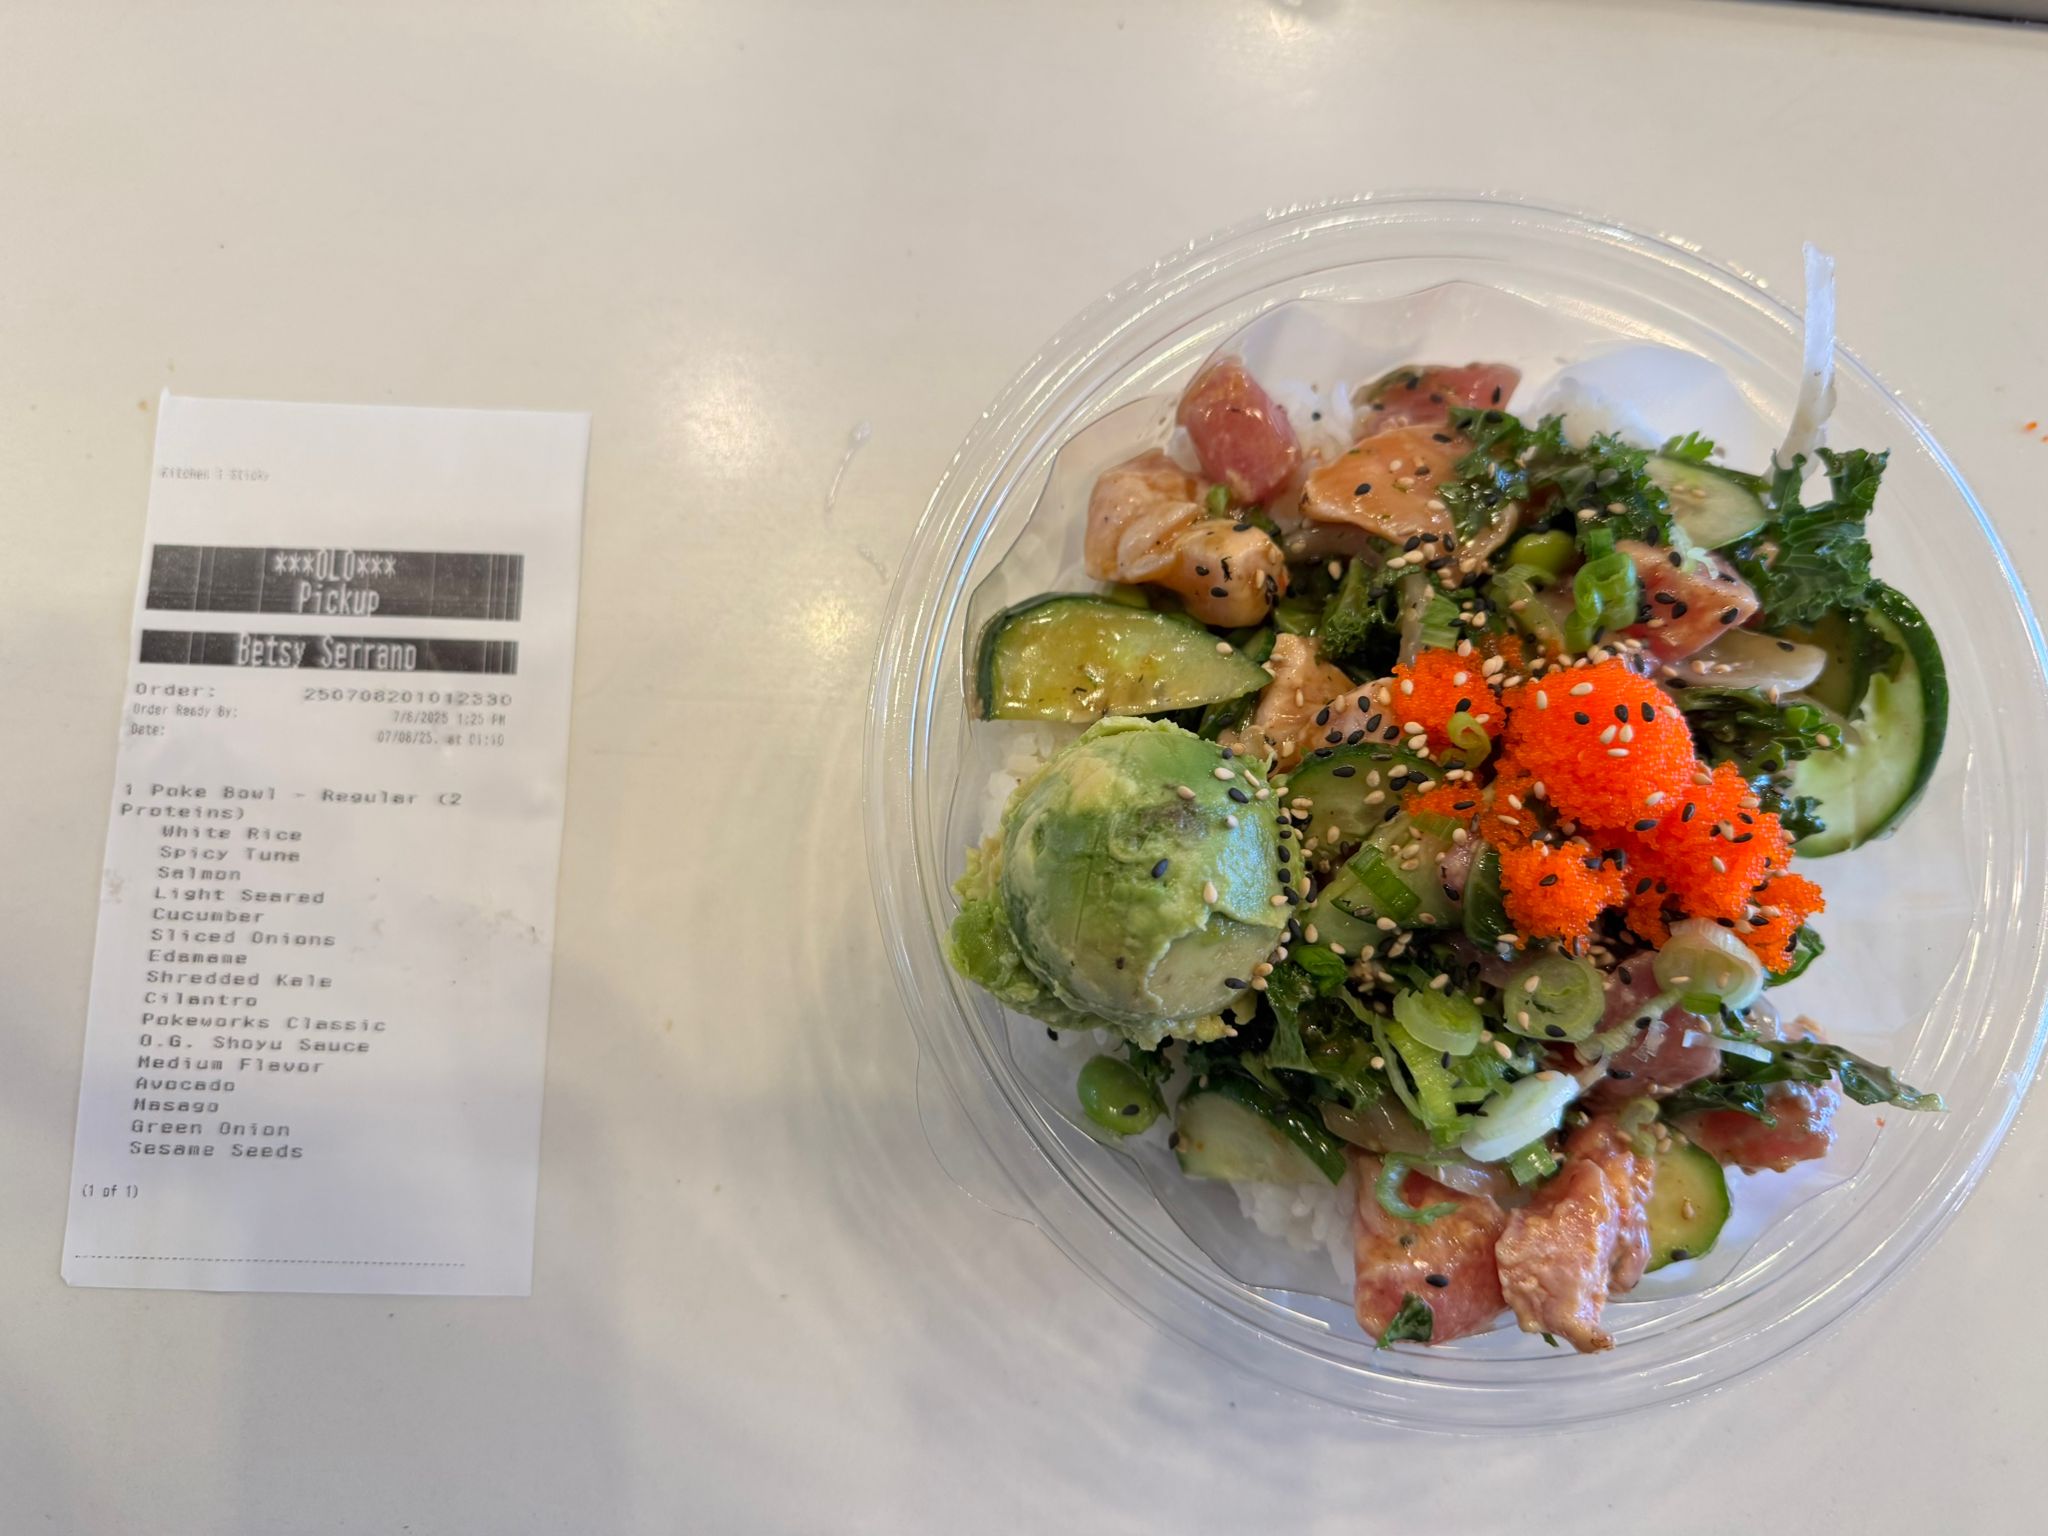 Kitchen 1 Sticky
***OLO***
Pickup
Betsy Serrano
Order: 250708201012330
Order Ready By: 7/8/2025 1:25 PM
Date: 07/08/25. at 01:10
1 Poke Bowl - Regular (2
Proteins)
White Rice
Spicy Tuna
Salmon
Light Seared
Cucumber
Sliced Onions
Edamame
Shredded Kale
Cilantro
Pokeworks Classic
O.G. Shoyu Sauce
Medium Flavor
Avocado
Masago
Green Onion
Sesame Seeds
(1 of 1)